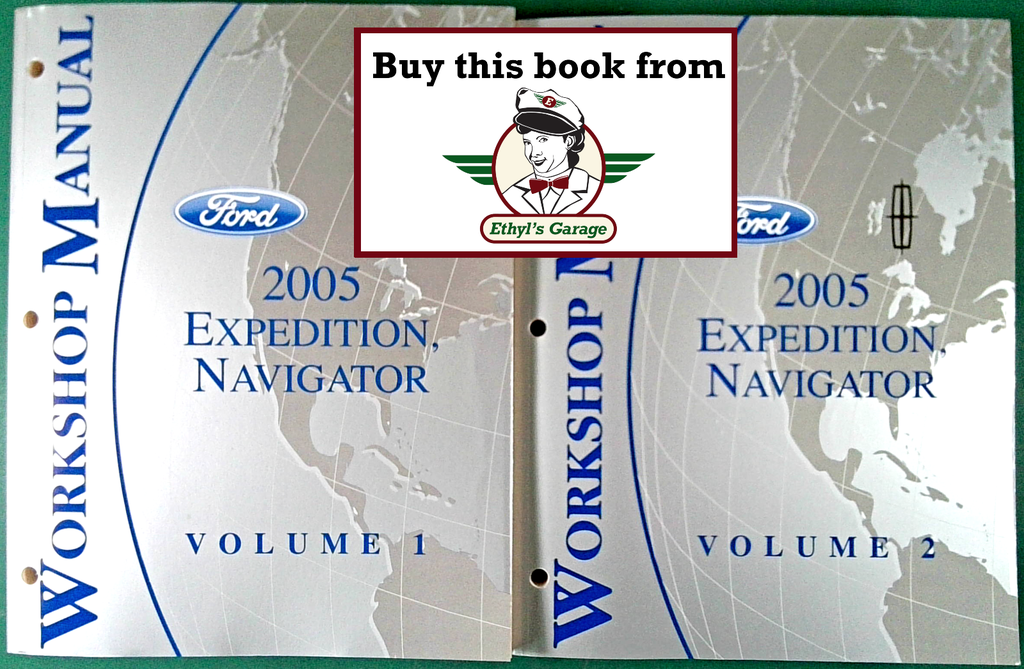 WORKSHOP MANUAL
Ford
2005
EXPEDITION,
NAVIGATOR
VOLUME 1
Buy this book from
E
Ethyl's Garage
WORKSHOP M
Ford
2005
EXPEDITION,
NAVIGATOR
VOLUME 2